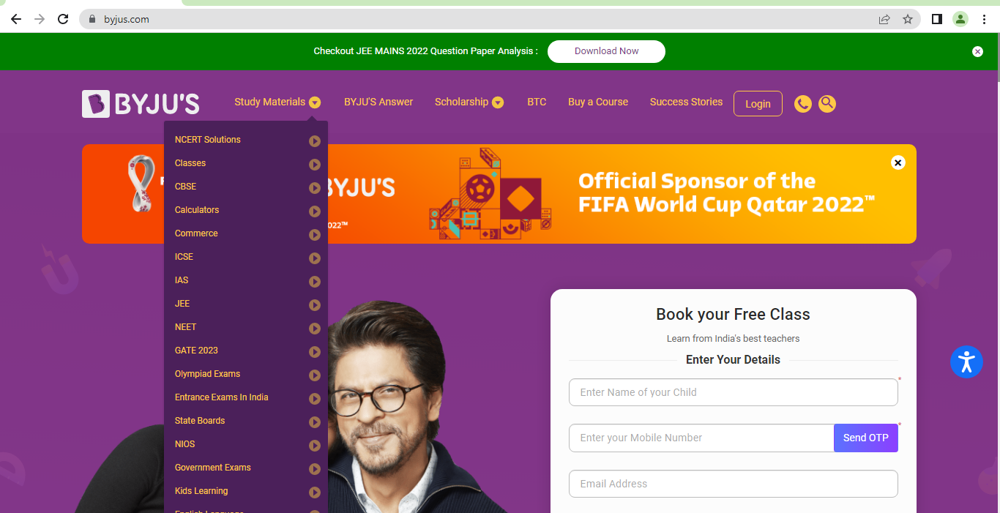 byjus.com
Checkout JEE MAINS 2022 Question Paper Analysis :
Download Now
BYJU'S
Study Materials
BYJU'S Answer
Scholarship
BTC
Buy a Course
Success Stories
Login
NCERT Solutions
Classes
CBSE
Calculators
Commerce
ICSE
IAS
JEE
NEET
GATE 2023
Olympiad Exams
Entrance Exams In India
State Boards
NIOS
Government Exams
Kids Learning
English Language
BYJU'S
2022™
Official Sponsor of the
FIFA World Cup Qatar 2022™
Book your Free Class
Learn from India's best teachers
Enter Your Details
Enter Name of your Child
*
Enter your Mobile Number
Send OTP
*
Email Address